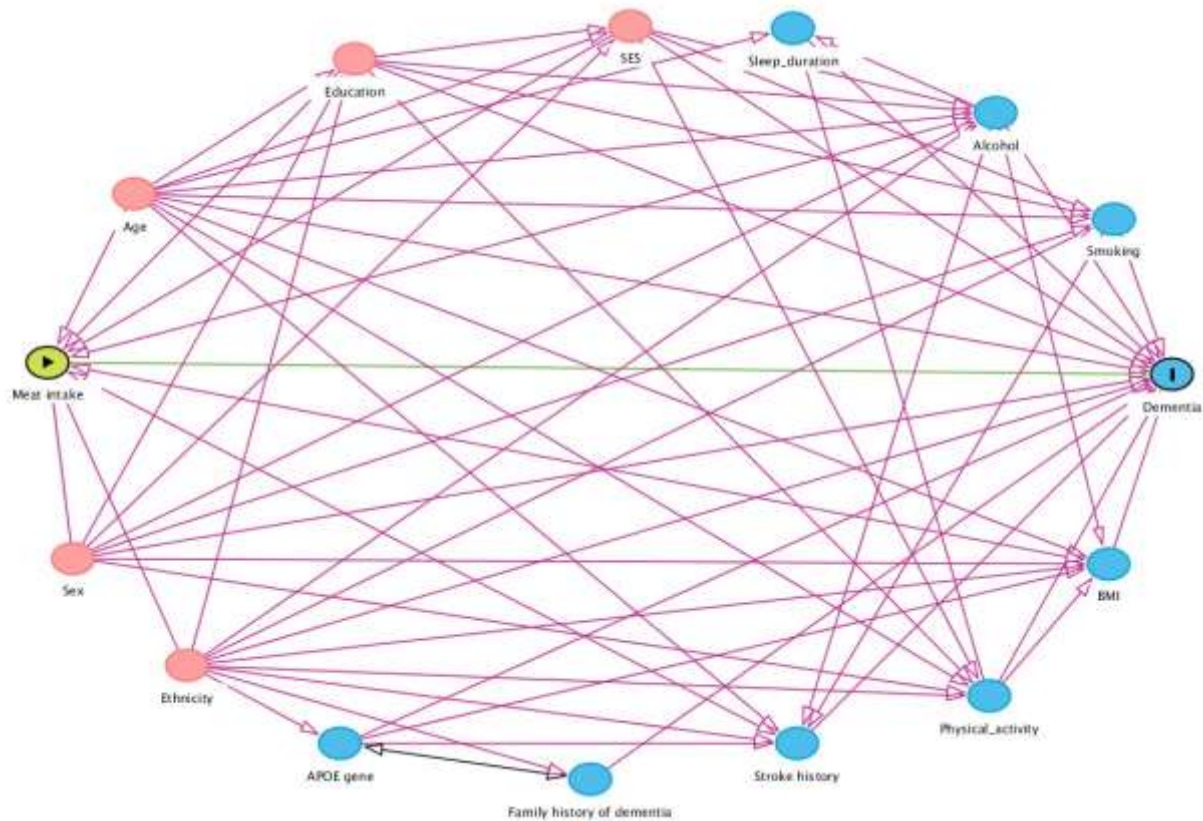 SES
Sleep_duration
Education
Alcohol
Age
Smoking
Meat intake
Dementia
Sex
BMI
Ethnicity
Physical_activity
APOE gene
Stroke history
Family history of dementia